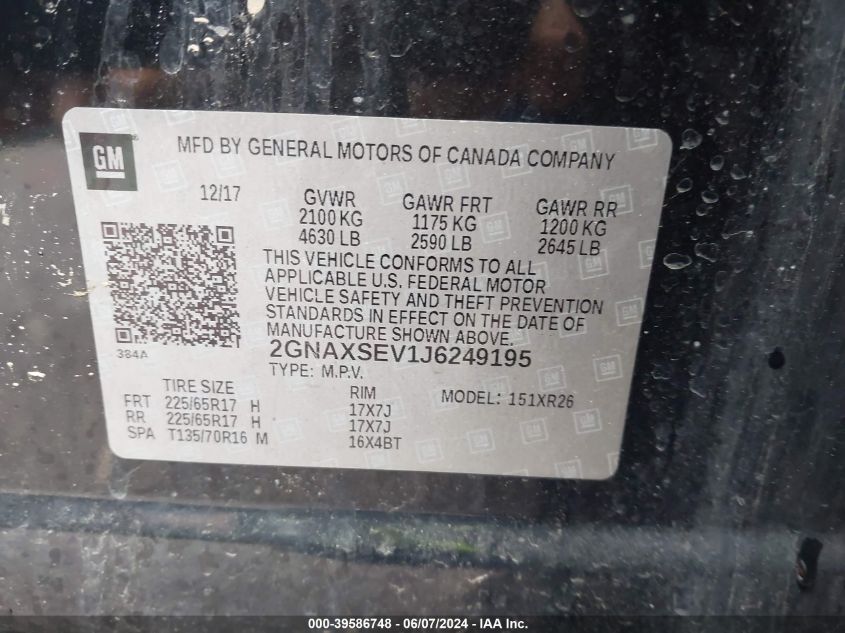 GM
MFD BY GENERAL MOTORS OF CANADA COMPANY
12/17
GVWR
2100 KG
4630 LB
GAWR FRT
1175 KG
2590 LB
GAWR RR
1200 KG
2645 LB
THIS VEHICLE CONFORMS TO ALL
APPLICABLE U.S. FEDERAL MOTOR
VEHICLE SAFETY AND THEFT PREVENTION
STANDARDS IN EFFECT ON THE DATE OF
MANUFACTURE SHOWN ABOVE.
384A
2GNAXSEV1J6249195
TYPE: M.P.V.
TIRE SIZE
RIM
MODEL: 151XR26
FRT 225/65R17 H 17X7J
RR 225/65R17 H 17X7J
SPA T135/70R16 M 16X4BT
000-39586748 - 06/07/2024 - IAA Inc.